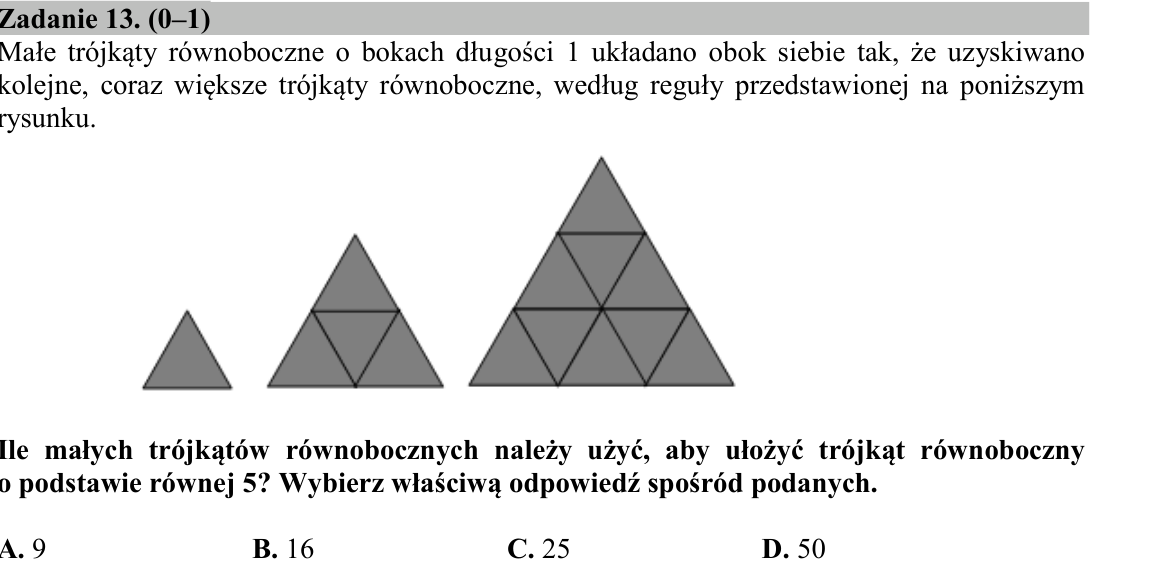 Zadanie 13. (0–1)
Małe trójkąty równoboczne o bokach długości 1 układano obok siebie tak, że uzyskiwano
kolejne, coraz większe trójkąty równoboczne, według reguły przedstawionej na poniższym
rysunku.
Ile małych trójkątów równobocznych należy użyć, aby ułożyć trójkąt równoboczny
o podstawie równej 5? Wybierz właściwą odpowiedź spośród podanych.
A. 9 B. 16 C. 25 D. 50